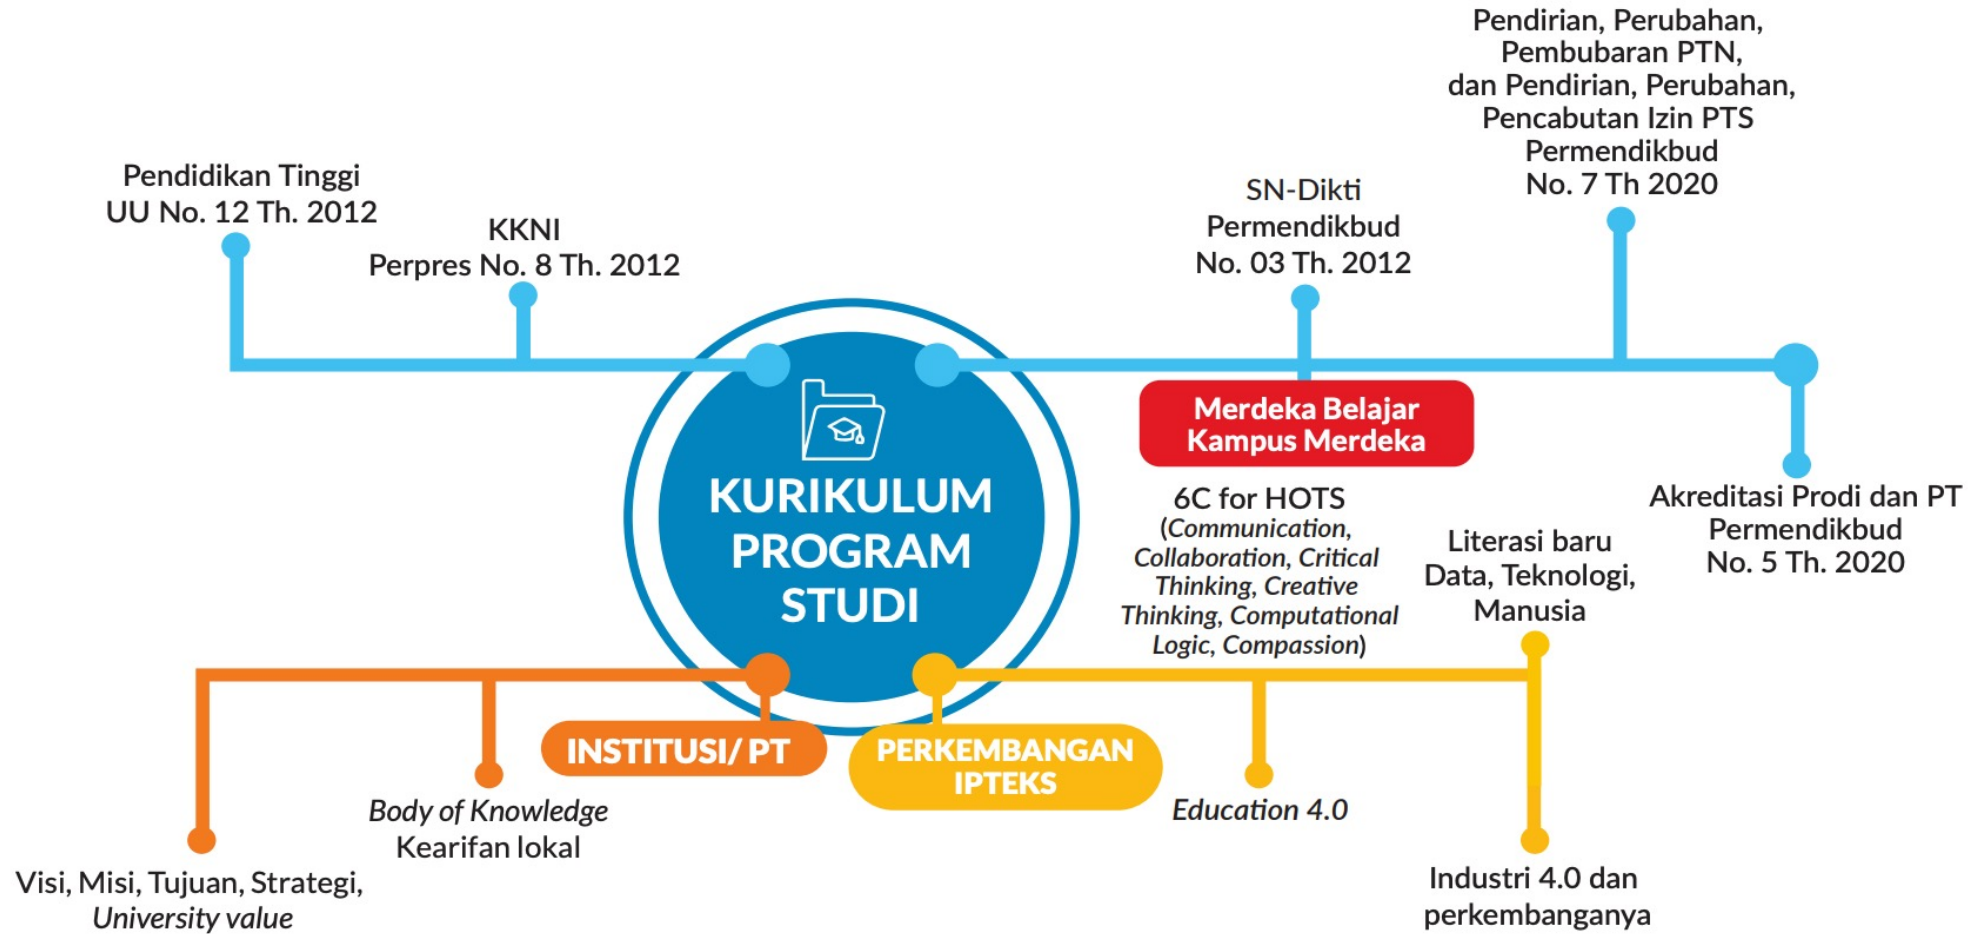 Pendidikan Tinggi
UU No. 12 Th. 2012
KKNI
Perpres No. 8 Th. 2012
SN-Dikti
Permendikbud
No. 03 Th. 2012
Pendirian, Perubahan,
Pembubaran PTN,
dan Pendirian, Perubahan,
Pencabutan Izin PTS
Permendikbud
No. 7 Th 2020
Merdeka Belajar
Kampus Merdeka
Akreditasi Prodi dan PT
Permendikbud
No. 5 Th. 2020
KURIKULUM
PROGRAM
STUDI
6C for HOTS
(Communication,
Collaboration, Critical
Thinking, Creative
Thinking, Computational
Logic, Compassion)
Literasi baru
Data, Teknologi,
Manusia
INSTITUSI/ PT
PERKEMBANGAN
IPTEKS
Body of Knowledge
Kearifan lokal
Education 4.0
Visi, Misi, Tujuan, Strategi,
University value
Industri 4.0 dan
perkembanganya